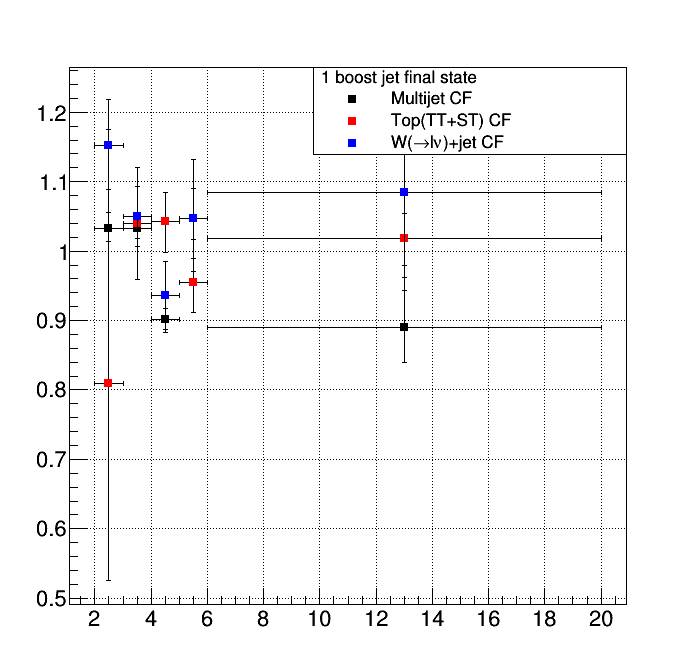 1 boost jet final state
Multijet CF
Top(TT+ST) CF
W(→lν)+jet CF
1.2
1.1
1
0.9
0.8
0.7
0.6
0.5
2 4 6 8 10 12 14 16 18 20